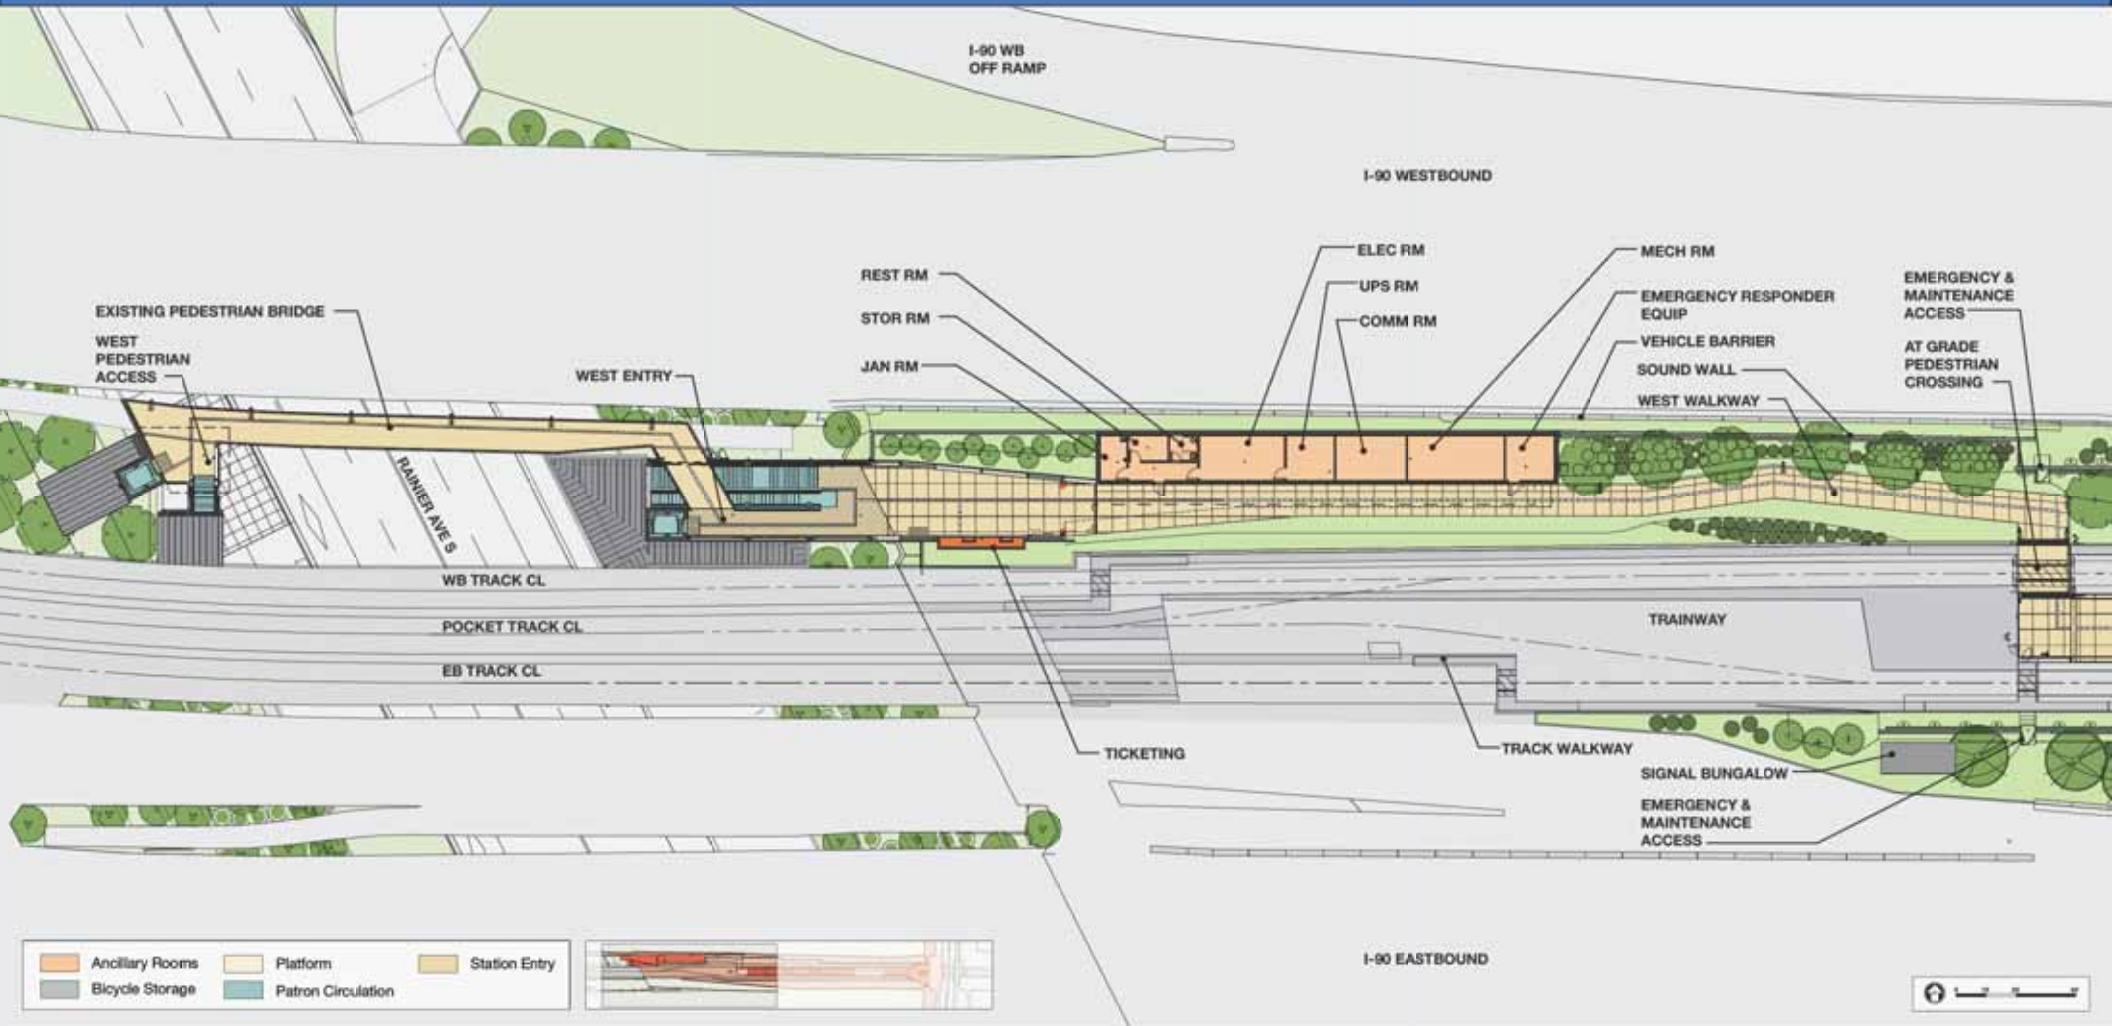 I-90 WB
OFF RAMP
I-90 WESTBOUND
ELEC RM
MECH RM
REST RM
UPS RM
EMERGENCY RESPONDER
EQUIP
EMERGENCY &
MAINTENANCE
ACCESS
EXISTING PEDESTRIAN BRIDGE
STOR RM
COMM RM
VEHICLE BARRIER
WEST
PEDESTRIAN
ACCESS
WEST ENTRY
JAN RM
SOUND WALL
AT GRADE
PEDESTRIAN
CROSSING
WEST WALKWAY
RAINIER AVE S
WB TRACK CL
POCKET TRACK CL
TRAINWAY
EB TRACK CL
TICKETING
TRACK WALKWAY
SIGNAL BUNGALOW
EMERGENCY &
MAINTENANCE
ACCESS
I-90 EASTBOUND
Ancillary Rooms
Platform
Station Entry
Bicycle Storage
Patron Circulation